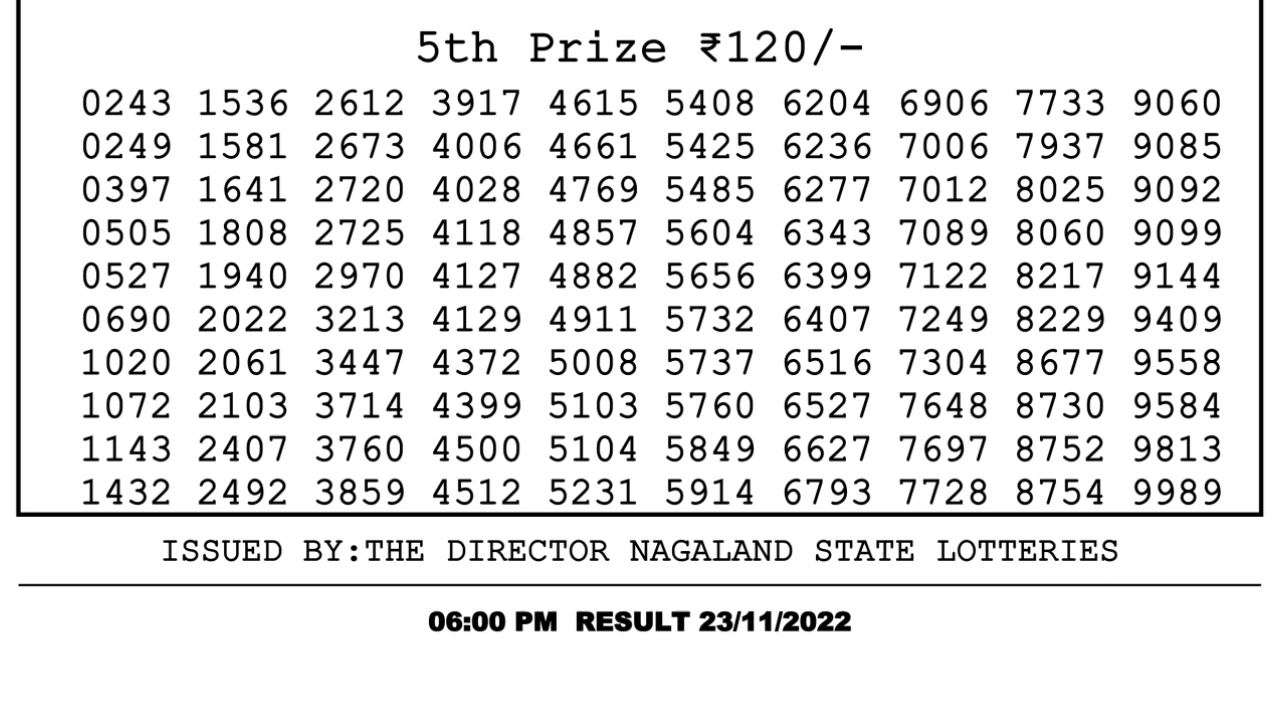 5th Prize ₹120/-
0243 1536 2612 3917 4615 5408 6204 6906 7733 9060
0249 1581 2673 4006 4661 5425 6236 7006 7937 9085
0397 1641 2720 4028 4769 5485 6277 7012 8025 9092
0505 1808 2725 4118 4857 5604 6343 7089 8060 9099
0527 1940 2970 4127 4882 5656 6399 7122 8217 9144
0690 2022 3213 4129 4911 5732 6407 7249 8229 9409
1020 2061 3447 4372 5008 5737 6516 7304 8677 9558
1072 2103 3714 4399 5103 5760 6527 7648 8730 9584
1143 2407 3760 4500 5104 5849 6627 7697 8752 9813
1432 2492 3859 4512 5231 5914 6793 7728 8754 9989
ISSUED BY:THE DIRECTOR NAGALAND STATE LOTTERIES
06:00 PM RESULT 23/11/2022